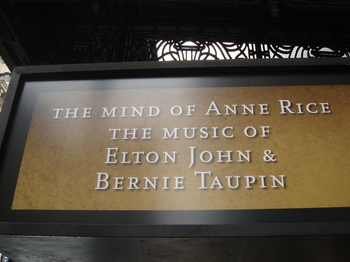 THE MIND OF ANNE RICE
THE MUSIC OF
ELTON JOHN &
BERNIE TAUPIN